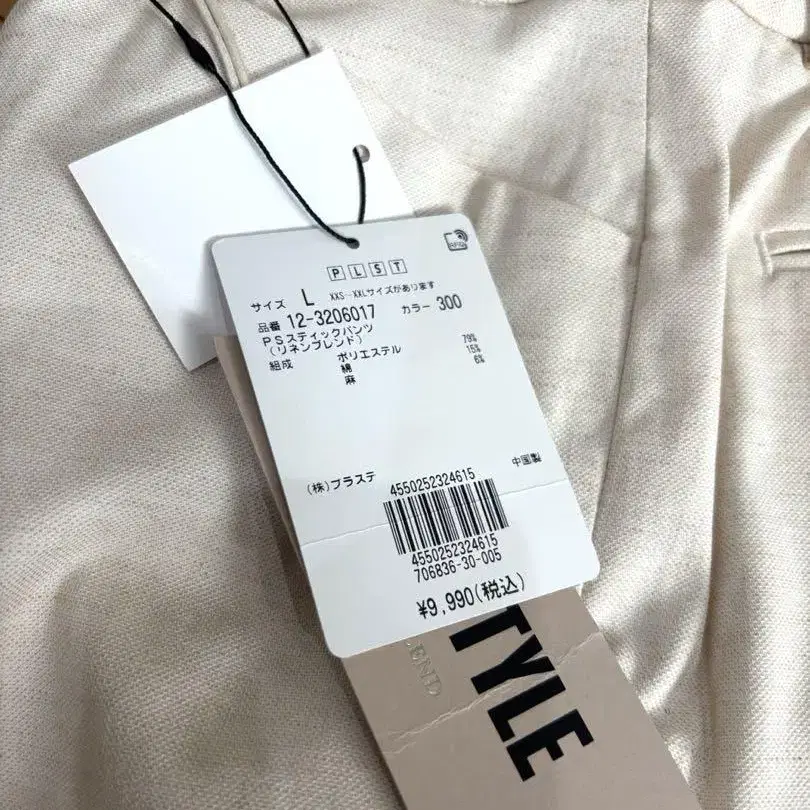 PLST
サイズ L XXS-XXLサイズがあります
品番 12-3206017 カラー 300
PSスティックパンツ
(リネンブレンド)
組成 ポリエステル 79%
綿 15%
麻 6%
(株)プラステ 中国製
4550252324615
4550252324615
706836-30-005
¥9,990(税込)
TYLE
LEND